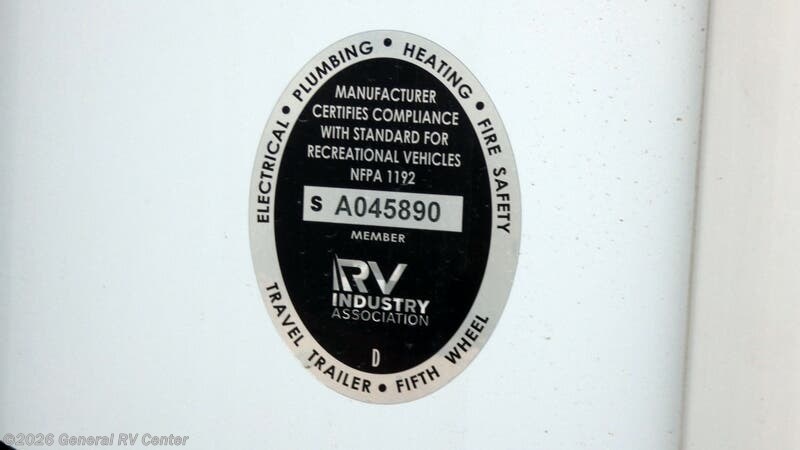 ELECTRICAL • PLUMBING • HEATING • FIRE SAFETY
MANUFACTURER
CERTIFIES COMPLIANCE
WITH STANDARD FOR
RECREATIONAL VEHICLES
NFPA 1192
S A045890
MEMBER
RV
INDUSTRY
ASSOCIATION
D
TRAVEL TRAILER • FIFTH WHEEL
©2026 General RV Center